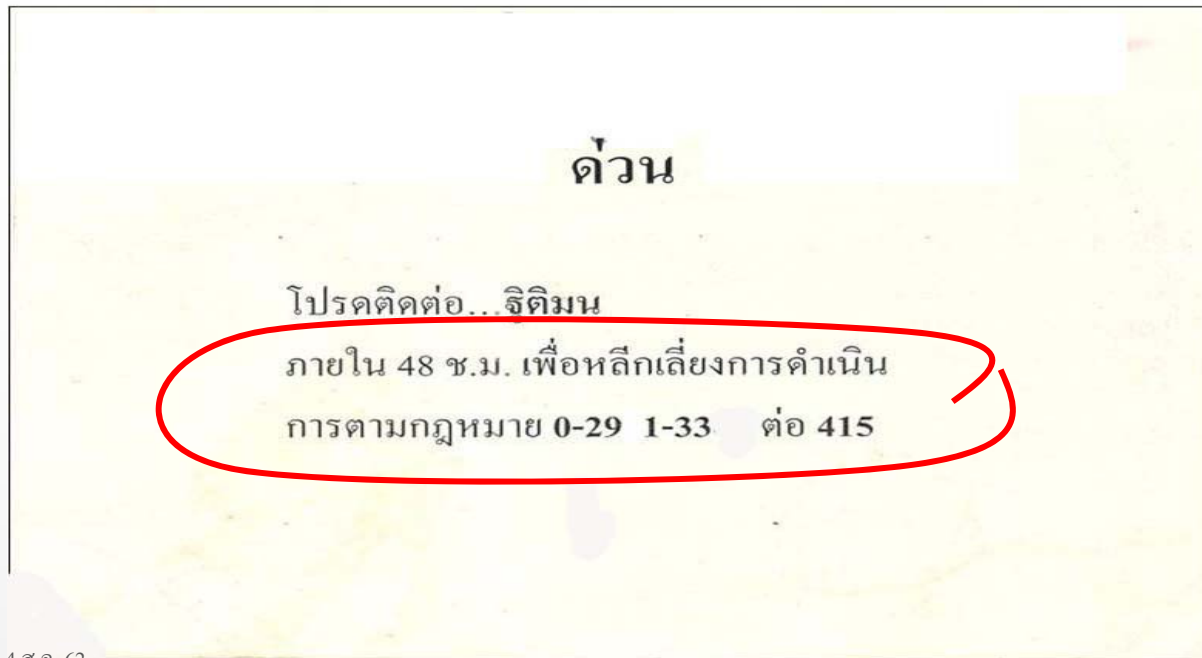 ด่วน
โปรดติดต่อ...ฐิติมน
ภายใน 48 ช.ม. เพื่อหลีกเลี่ยงการดำเนิน
การตามกฎหมาย 0-29 1-33 ต่อ 415